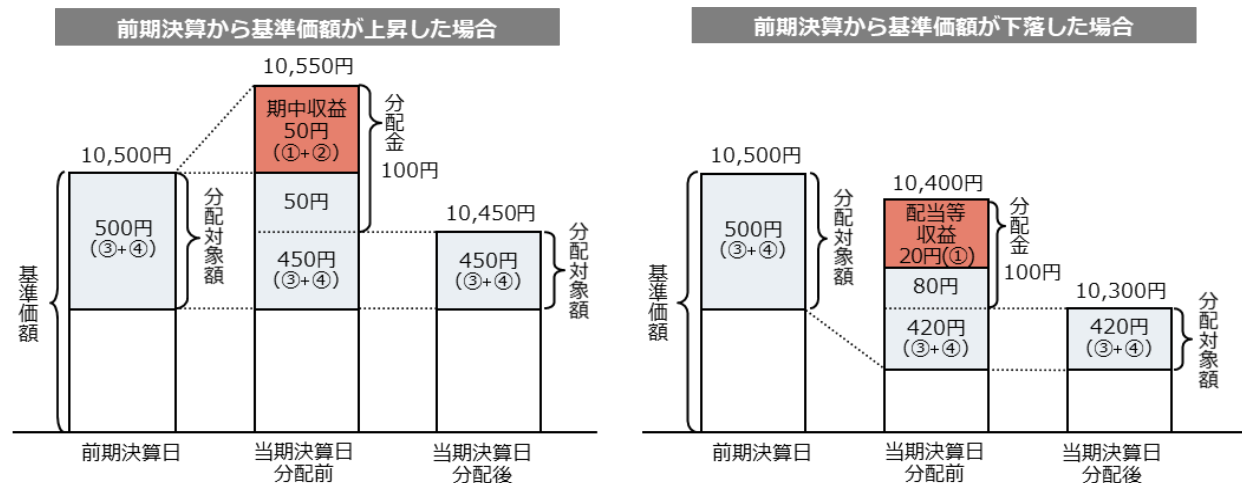 前期決算から基準価額が上昇した場合
10,550円
期中収益
50円
(①+②)
分配金
100円
10,500円
500円
(③+④)
分配対象額
50円
450円
(③+④)
10,450円
450円
(③+④)
分配対象額
基準価額
前期決算日
当期決算日
分配前
当期決算日
分配後
前期決算から基準価額が下落した場合
10,500円
500円
(③+④)
分配対象額
10,400円
配当等
収益
20円(①)
分配金
100円
80円
420円
(③+④)
10,300円
420円
(③+④)
分配対象額
基準価額
前期決算日
当期決算日
分配前
当期決算日
分配後